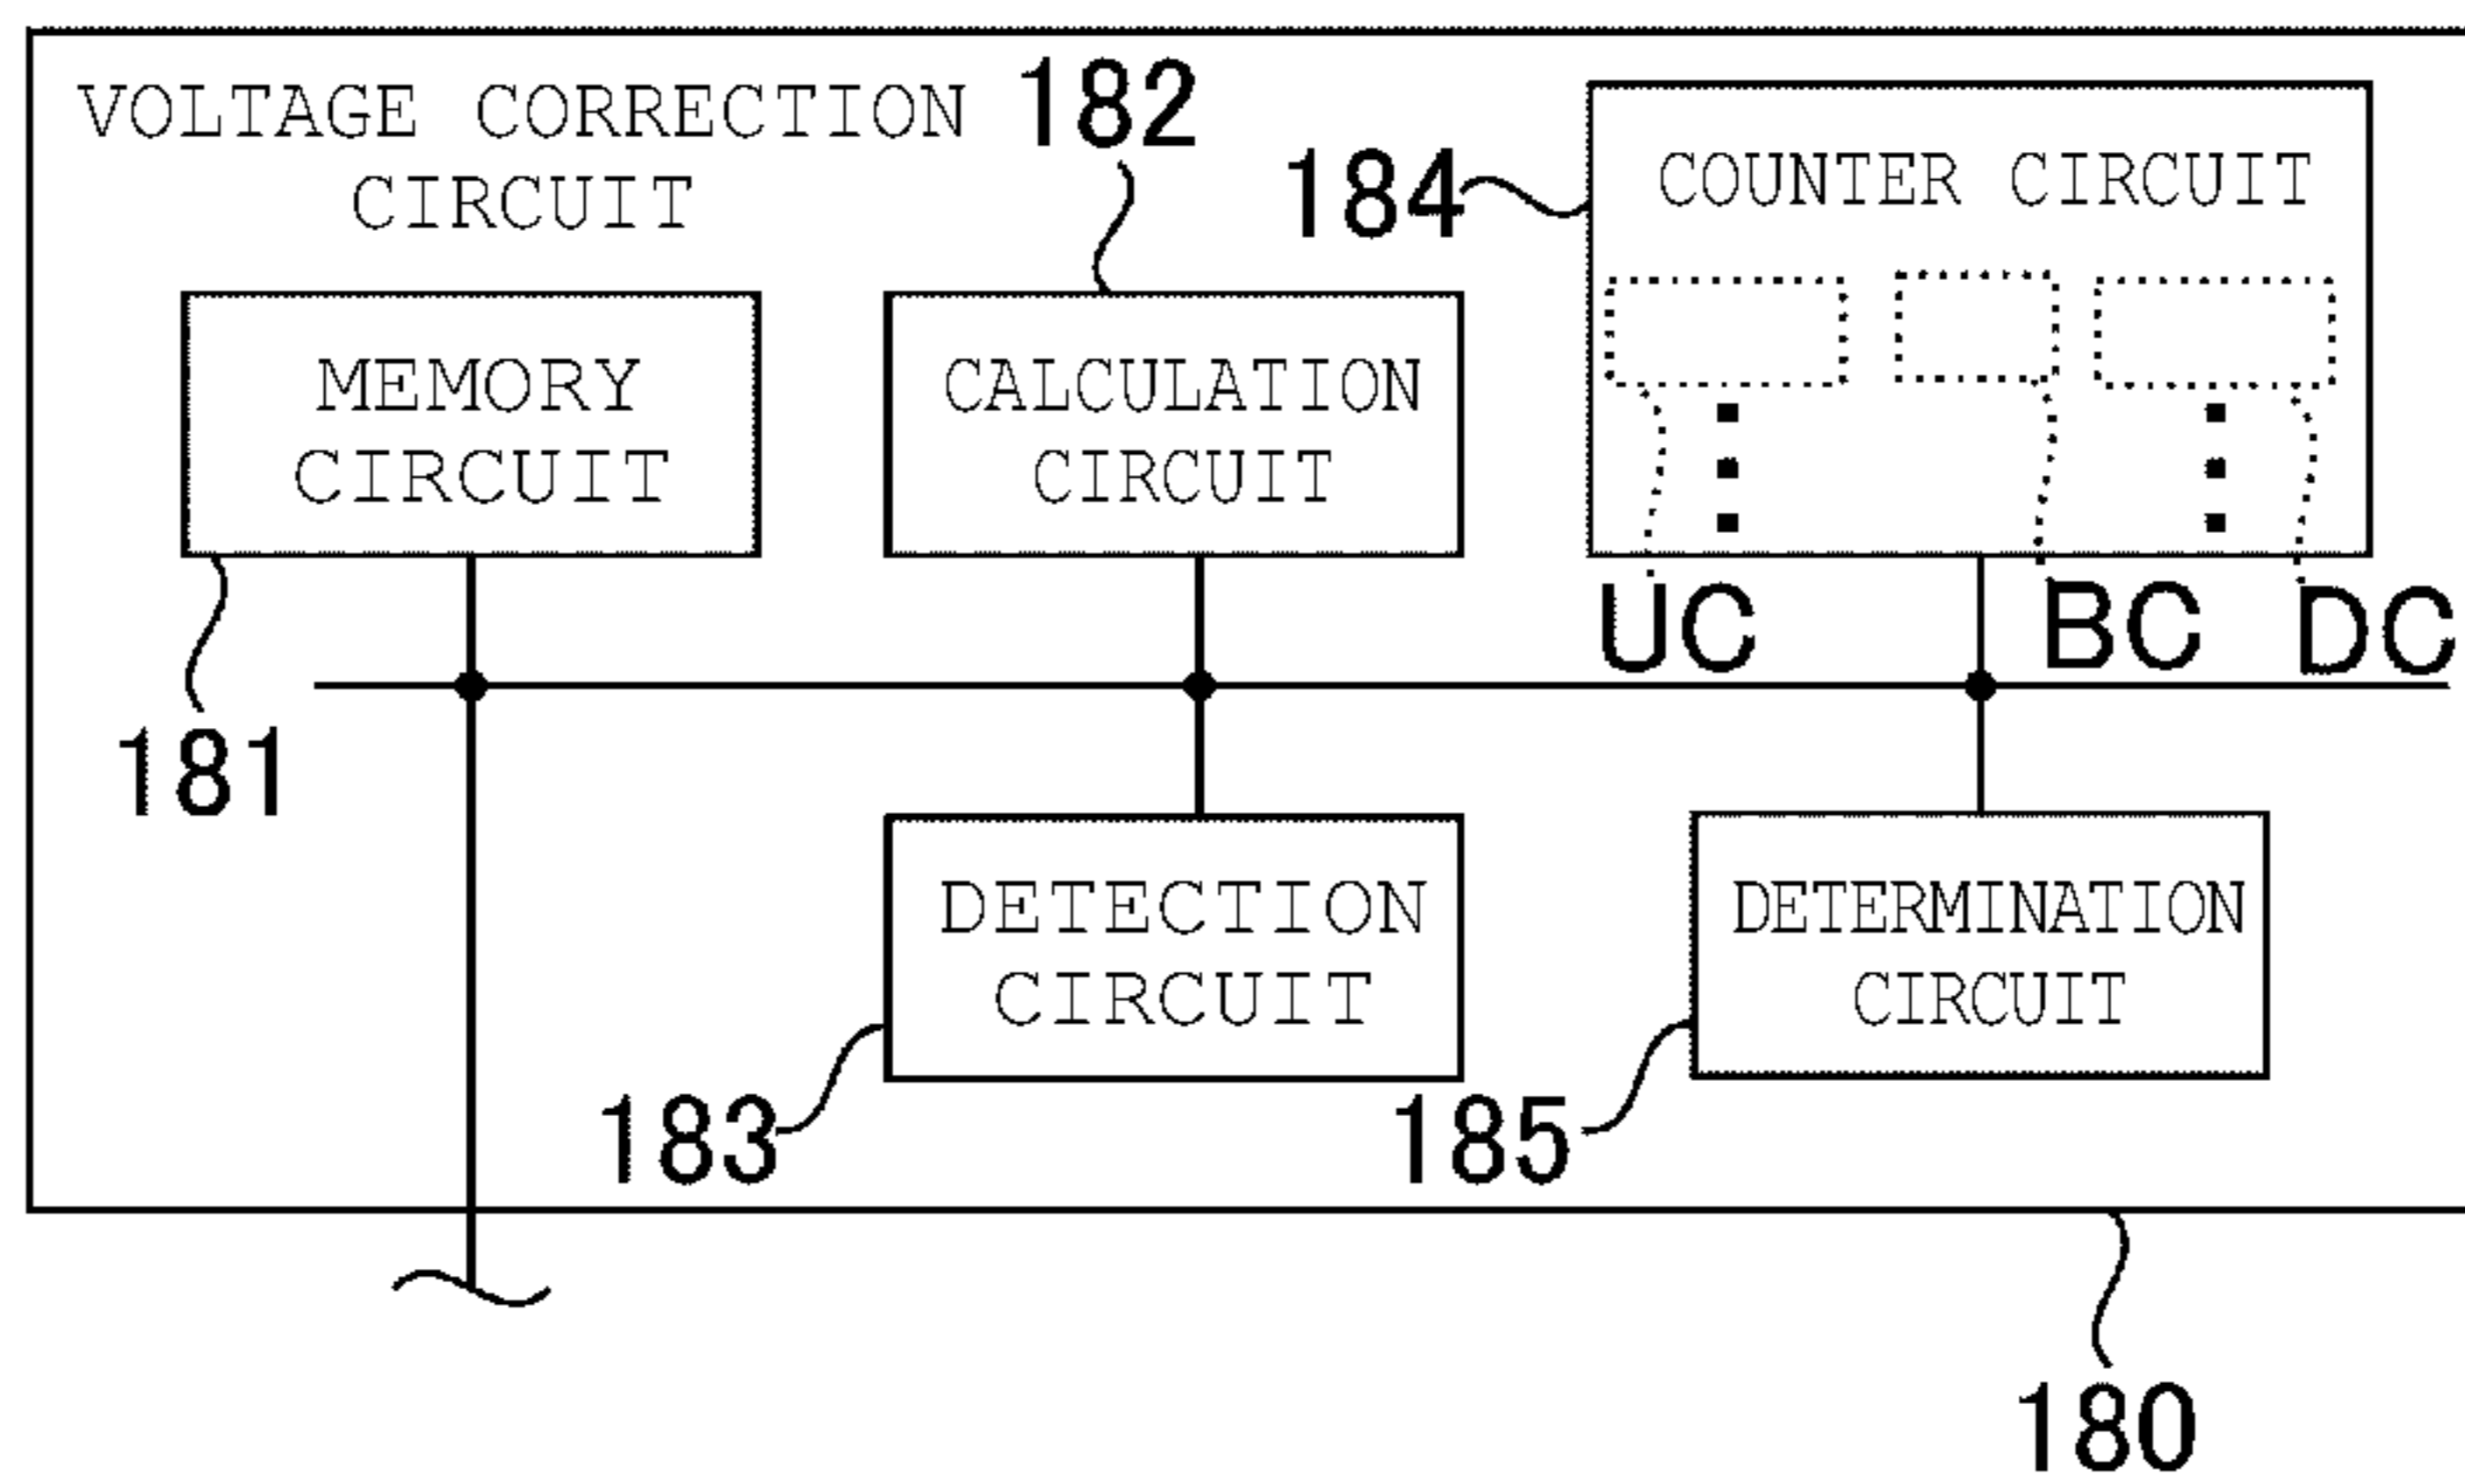 VOLTAGE CORRECTION
CIRCUIT
182
184
COUNTER CIRCUIT
MEMORY
CIRCUIT
CALCULATION
CIRCUIT
UC
BC
DC
181
DETECTION
CIRCUIT
DETERMINATION
CIRCUIT
183
185
180